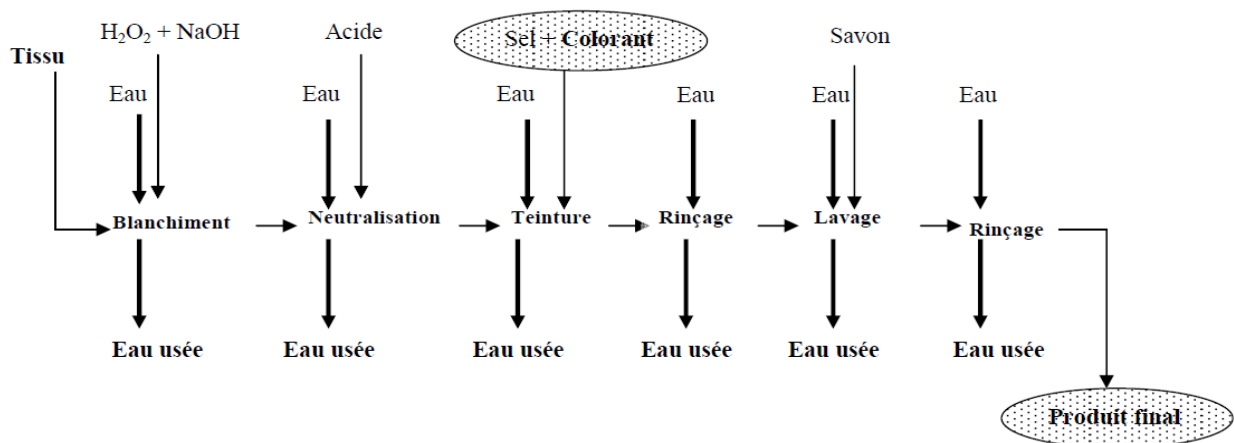 H₂O₂ + NaOH Acide Sel + Colorant Savon
Tissu
Eau Eau Eau Eau Eau Eau
Blanchiment Neutralisation Teinture Rinçage Lavage Rinçage
Eau usée Eau usée Eau usée Eau usée Eau usée Eau usée
Produit final